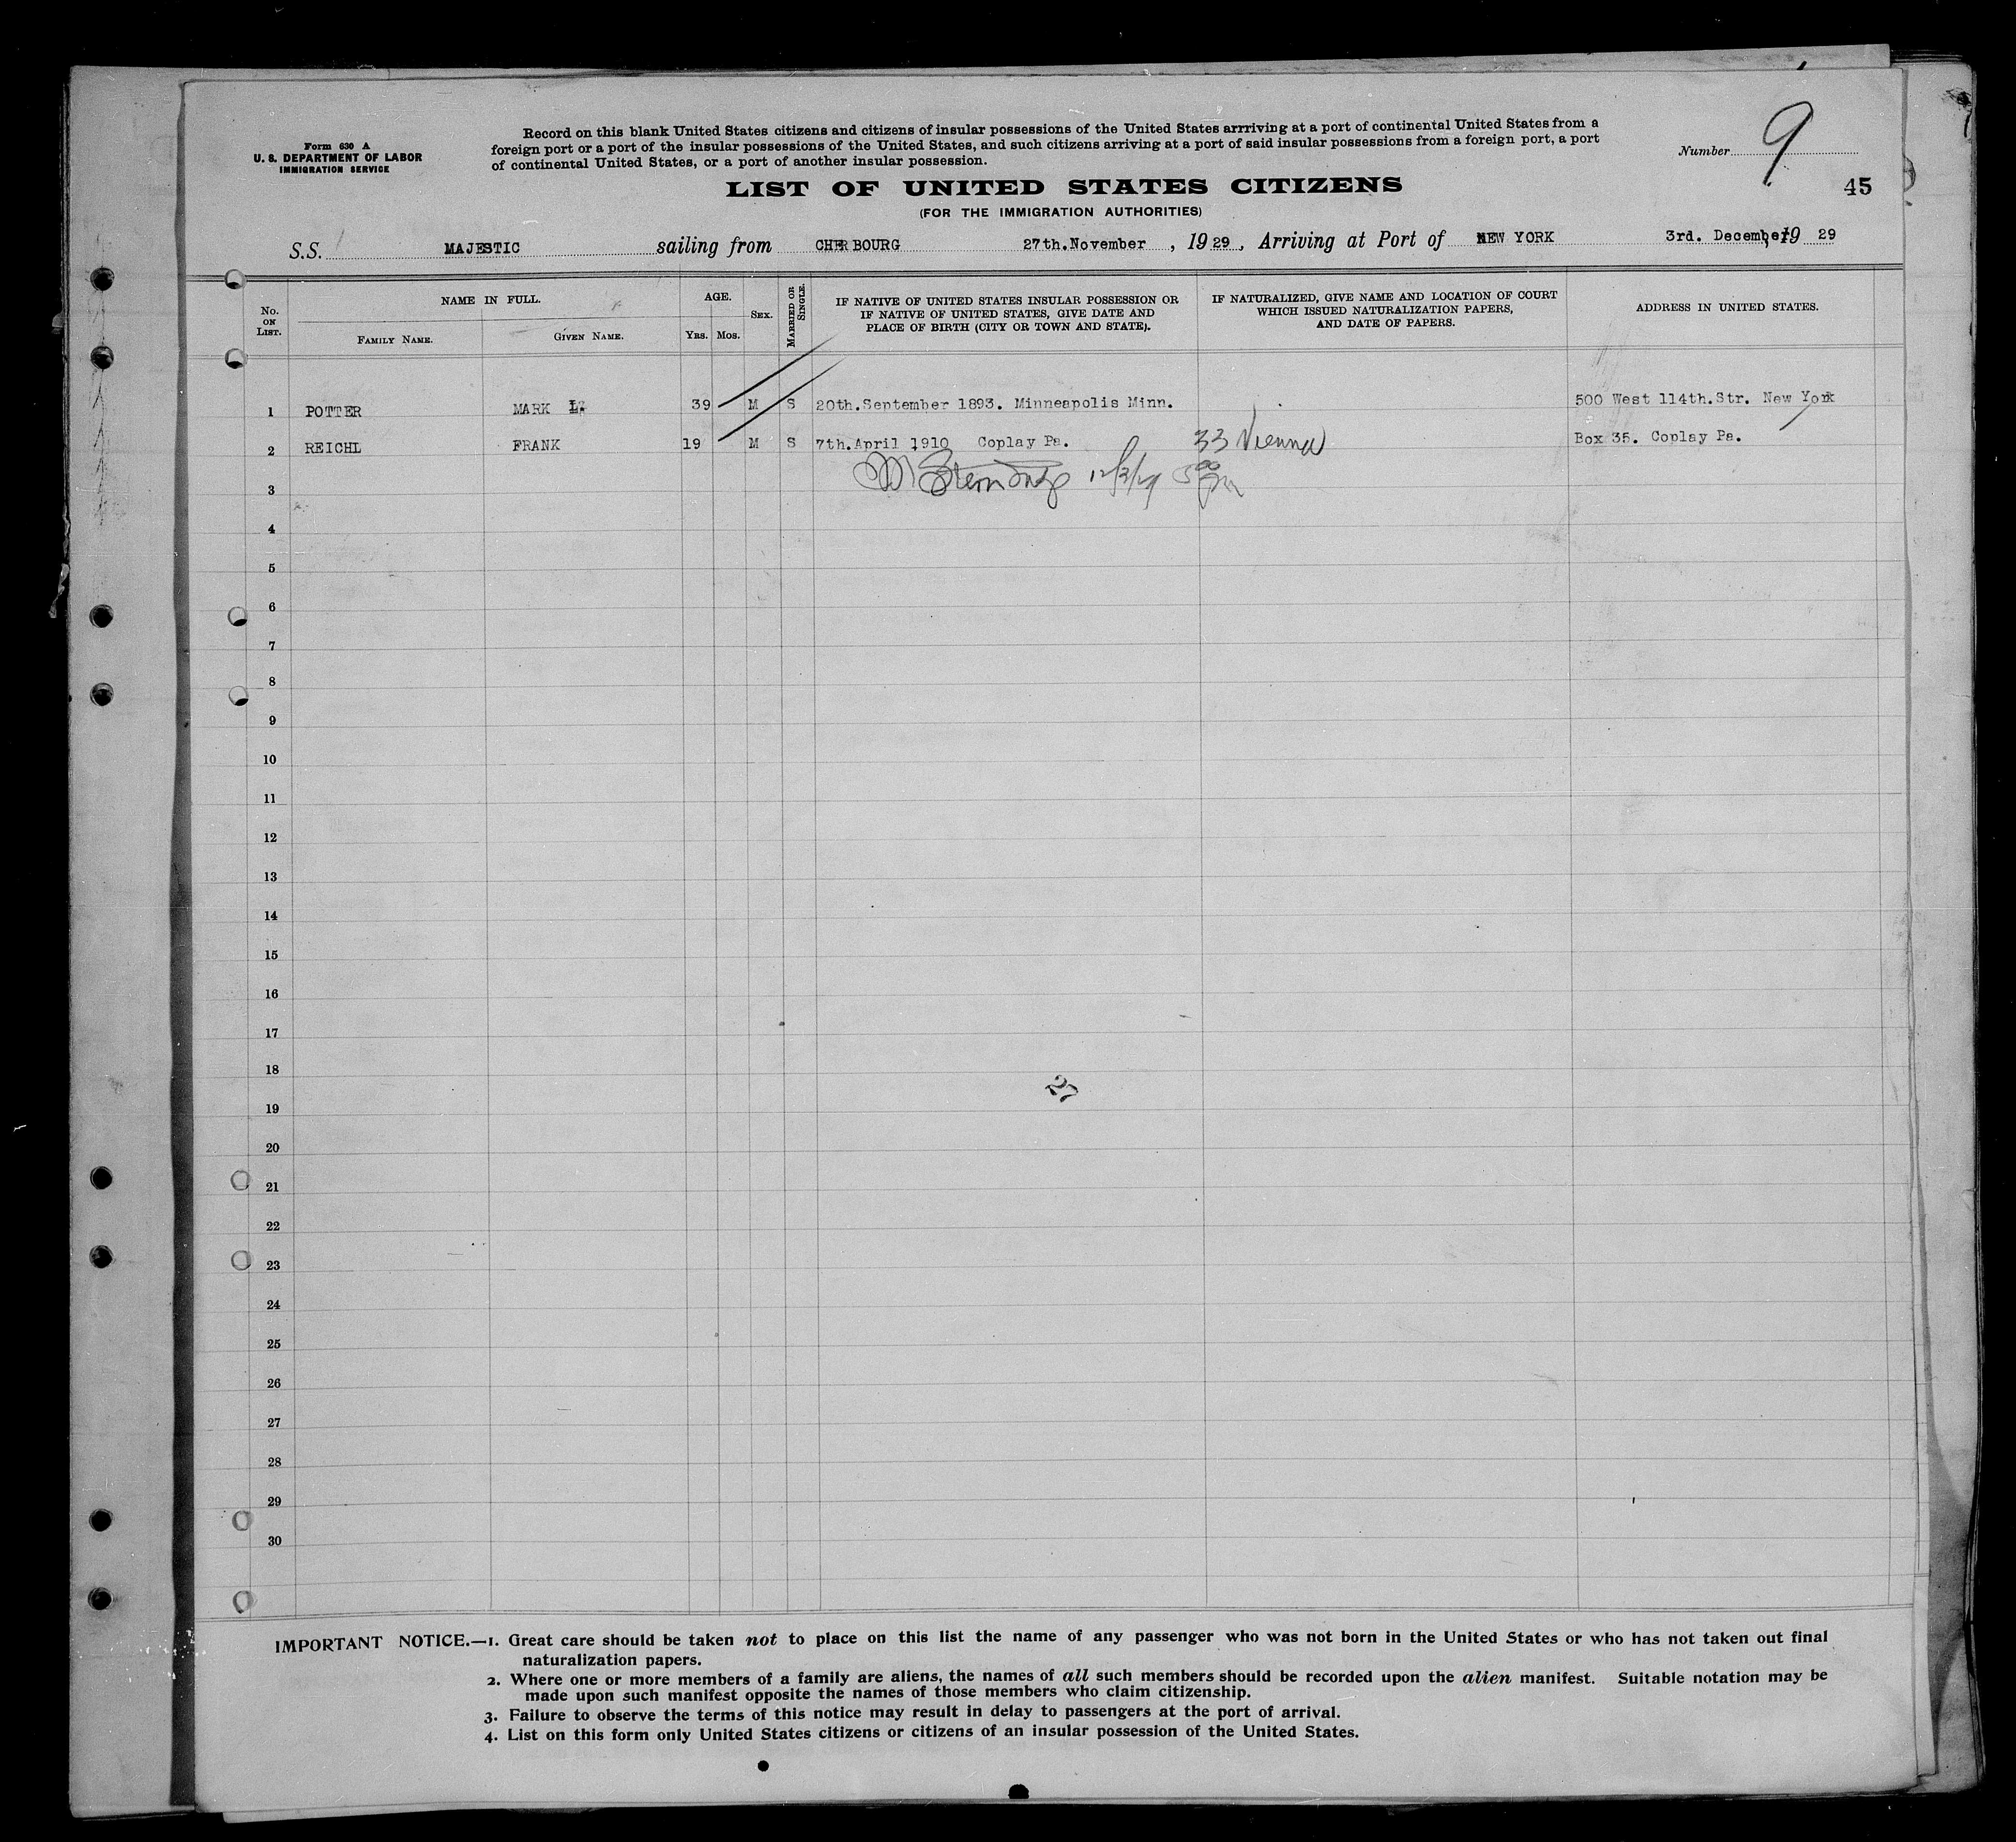 Form 630 A
U. S. DEPARTMENT OF LABOR
IMMIGRATION SERVICE
Record on this blank United States citizens and citizens of insular possessions of the United States arrriving at a port of continental United States from a
foreign port or a port of the insular possessions of the United States, and such citizens arriving at a port of said insular possessions from a foreign port, a port
of continental United States, or a port of another insular possession.
Number 9
45
LIST OF UNITED STATES CITIZENS
(FOR THE IMMIGRATION AUTHORITIES)
S.S. MAJESTIC sailing from CHERBOURG 27th.November, 1929, Arriving at Port of NEW YORK 3rd. December, 1929
No. ON LIST.
NAME IN FULL.
FAMILY NAME.
GIVEN NAME.
AGE.
YRS. MOS.
SEX.
MARRIED OR SINGLE.
IF NATIVE OF UNITED STATES INSULAR POSSESSION OR
IF NATIVE OF UNITED STATES, GIVE DATE AND
PLACE OF BIRTH (CITY OR TOWN AND STATE).
IF NATURALIZED, GIVE NAME AND LOCATION OF COURT
WHICH ISSUED NATURALIZATION PAPERS,
AND DATE OF PAPERS.
ADDRESS IN UNITED STATES.
1 POTTER MARK L. 39 M S 20th.September 1893. Minneapolis Minn. 500 West 114th.Str. New York
2 REICHL FRANK 19 M S 7th.April 1910 Coplay Pa. 33 Vienna Box 35. Coplay Pa.
3 12/3/29
4
5
6
7
8
9
10
11
12
13
14
15
16
17
18
27
19
20
21
22
23
24
25
26
27
28
29
30
IMPORTANT NOTICE.—1. Great care should be taken not to place on this list the name of any passenger who was not born in the United States or who has not taken out final
naturalization papers.
2. Where one or more members of a family are aliens, the names of all such members should be recorded upon the alien manifest. Suitable notation may be
made upon such manifest opposite the names of those members who claim citizenship.
3. Failure to observe the terms of this notice may result in delay to passengers at the port of arrival.
4. List on this form only United States citizens or citizens of an insular possession of the United States.